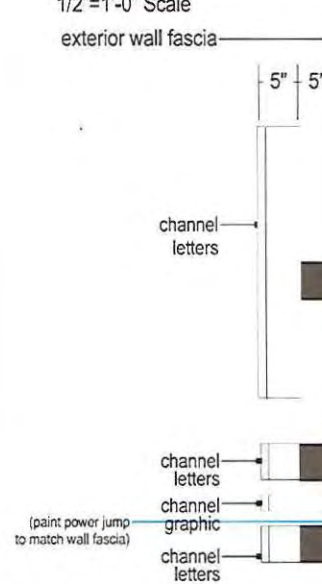 1/2"=1'-0" Scale
exterior wall fascia
5" 5"
channel
letters
channel
letters
channel
graphic
(paint power jump
to match wall fascia)
channel
letters